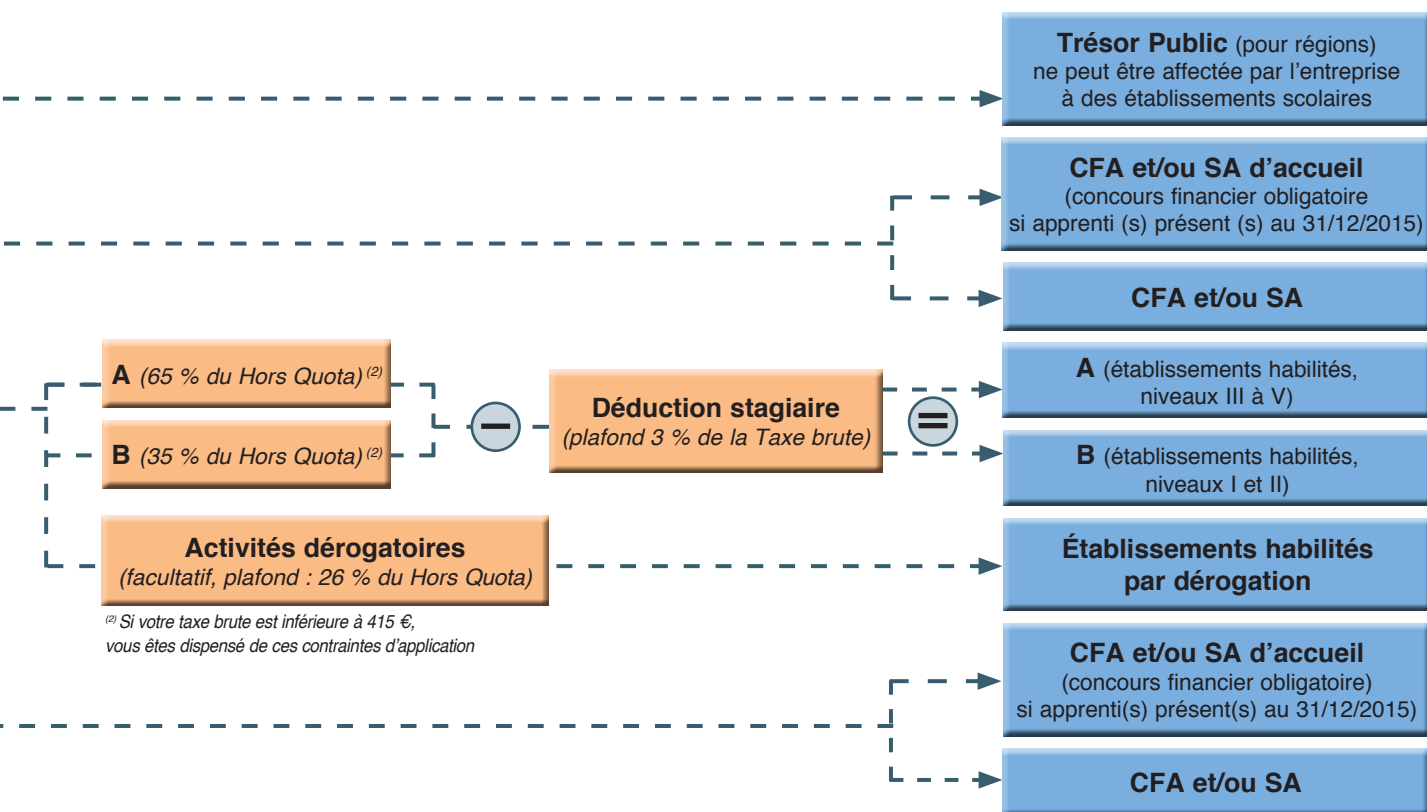 Trésor Public (pour régions)
ne peut être affectée par l'entreprise
à des établissements scolaires
CFA et/ou SA d'accueil
(concours financier obligatoire
si apprenti (s) présent (s) au 31/12/2015)
CFA et/ou SA
A (65 % du Hors Quota) (2)
B (35 % du Hors Quota) (2)
−
Déduction stagiaire
(plafond 3 % de la Taxe brute)
=
A (établissements habilités,
niveaux III à V)
B (établissements habilités,
niveaux I et II)
Activités dérogatoires
(facultatif, plafond : 26 % du Hors Quota)
Établissements habilités
par dérogation
(2) Si votre taxe brute est inférieure à 415 €,
vous êtes dispensé de ces contraintes d'application
CFA et/ou SA d'accueil
(concours financier obligatoire)
si apprenti(s) présent(s) au 31/12/2015)
CFA et/ou SA